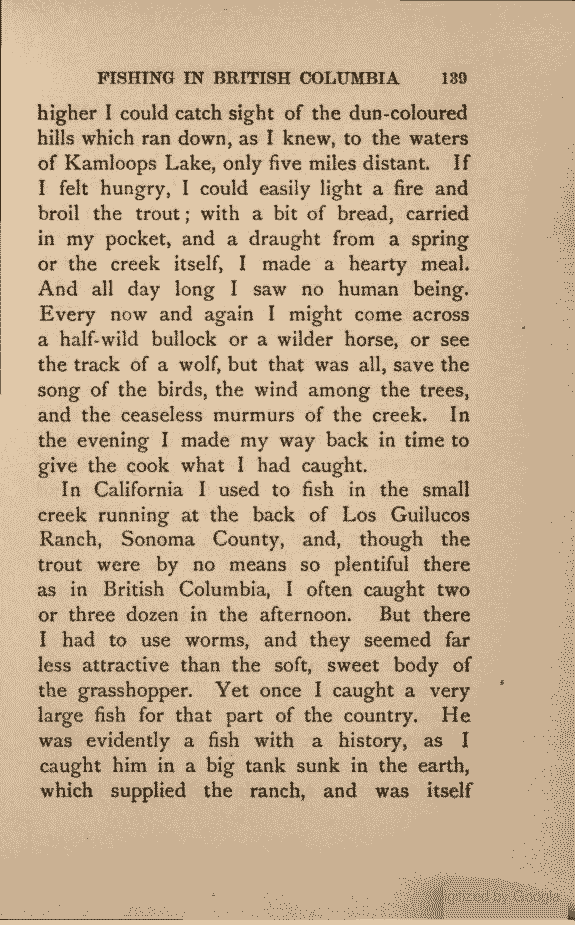 FISHING IN BRITISH COLUMBIA 139
higher I could catch sight of the dun-coloured
hills which ran down, as I knew, to the waters
of Kamloops Lake, only five miles distant. If
I felt hungry, I could easily light a fire and
broil the trout; with a bit of bread, carried
in my pocket, and a draught from a spring
or the creek itself, I made a hearty meal.
And all day long I saw no human being.
Every now and again I might come across
a half-wild bullock or a wilder horse, or see
the track of a wolf, but that was all, save the
song of the birds, the wind among the trees,
and the ceaseless murmurs of the creek. In
the evening I made my way back in time to
give the cook what I had caught.
In California I used to fish in the small
creek running at the back of Los Guilucos
Ranch, Sonoma County, and, though the
trout were by no means so plentiful there
as in British Columbia, I often caught two
or three dozen in the afternoon. But there
I had to use worms, and they seemed far
less attractive than the soft, sweet body of
the grasshopper. Yet once I caught a very
large fish for that part of the country. He
was evidently a fish with a history, as I
caught him in a big tank sunk in the earth,
which supplied the ranch, and was itself
by Google